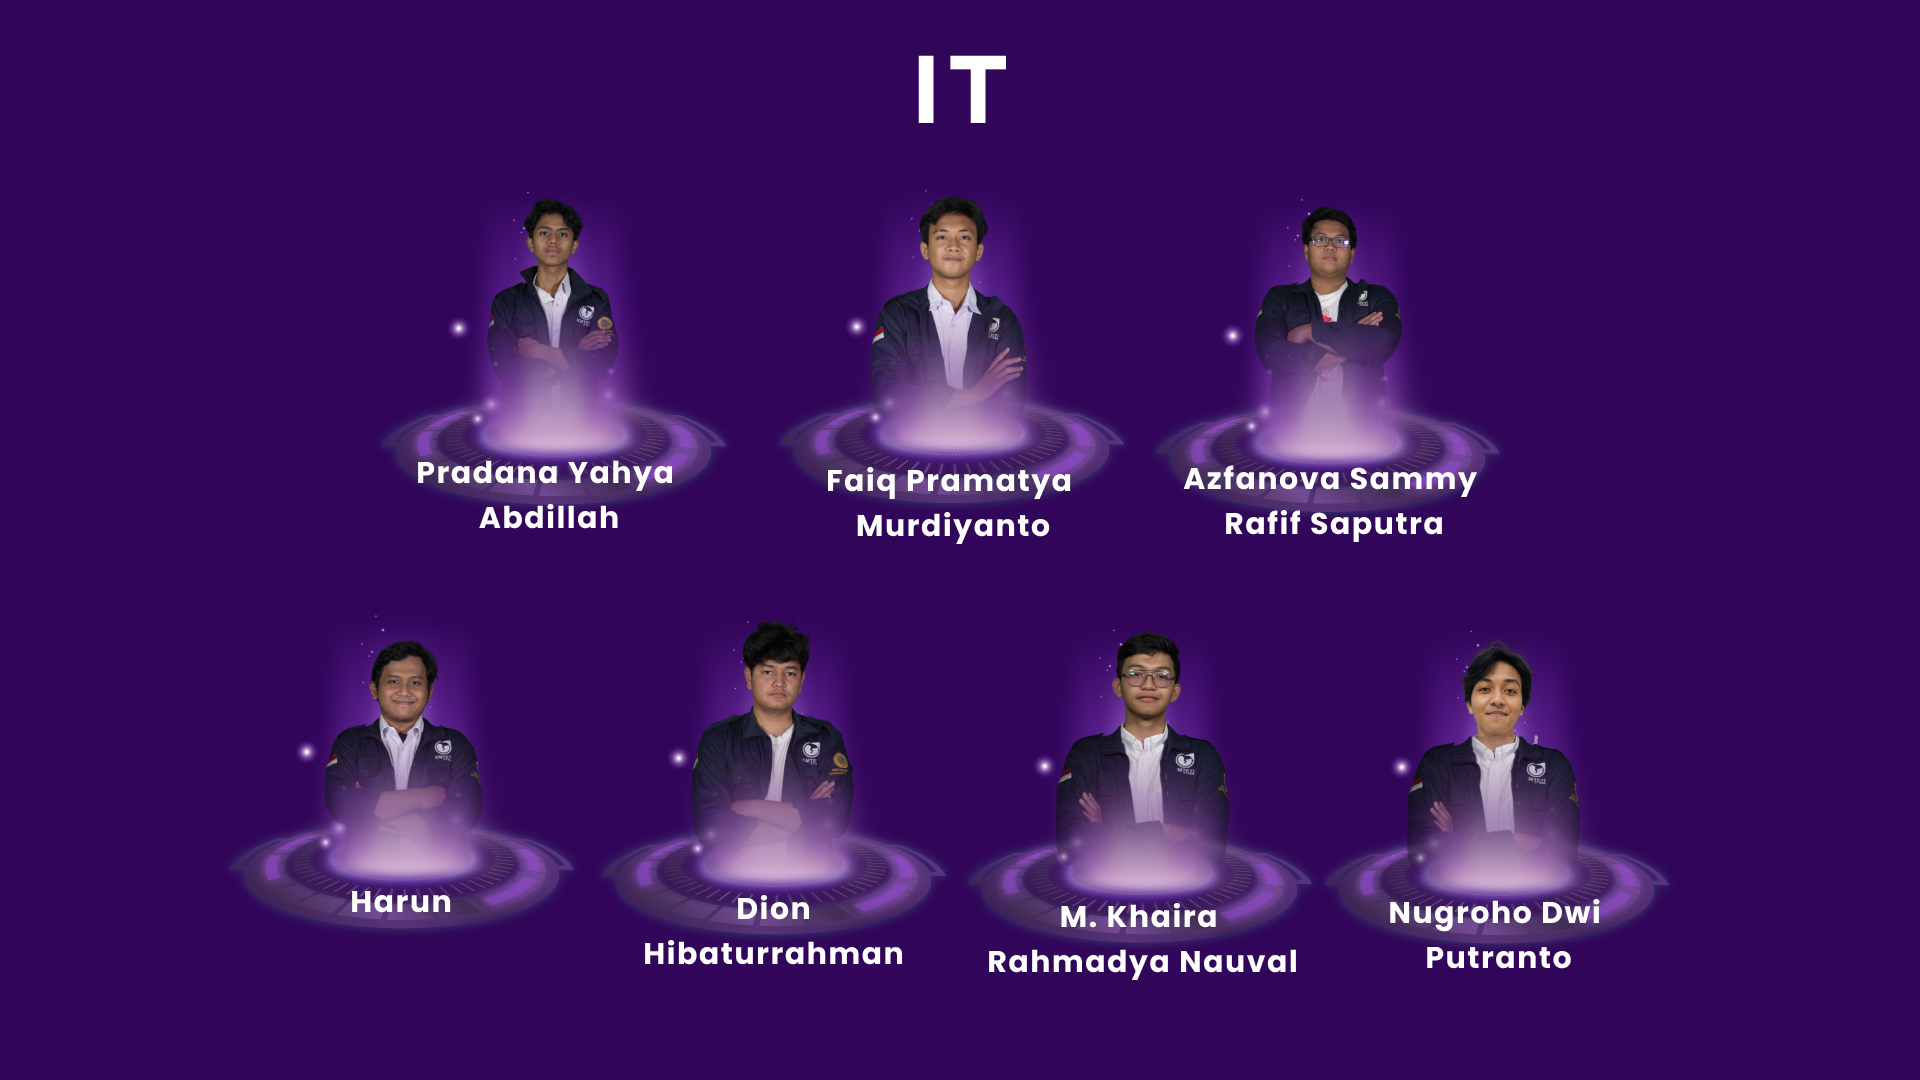 IT
Pradana Yahya
Abdillah
Faiq Pramatya
Murdiyanto
Azfanova Sammy
Rafif Saputra
Harun
Dion
Hibaturrahman
M. Khaira
Rahmadya Nauval
Nugroho Dwi
Putranto